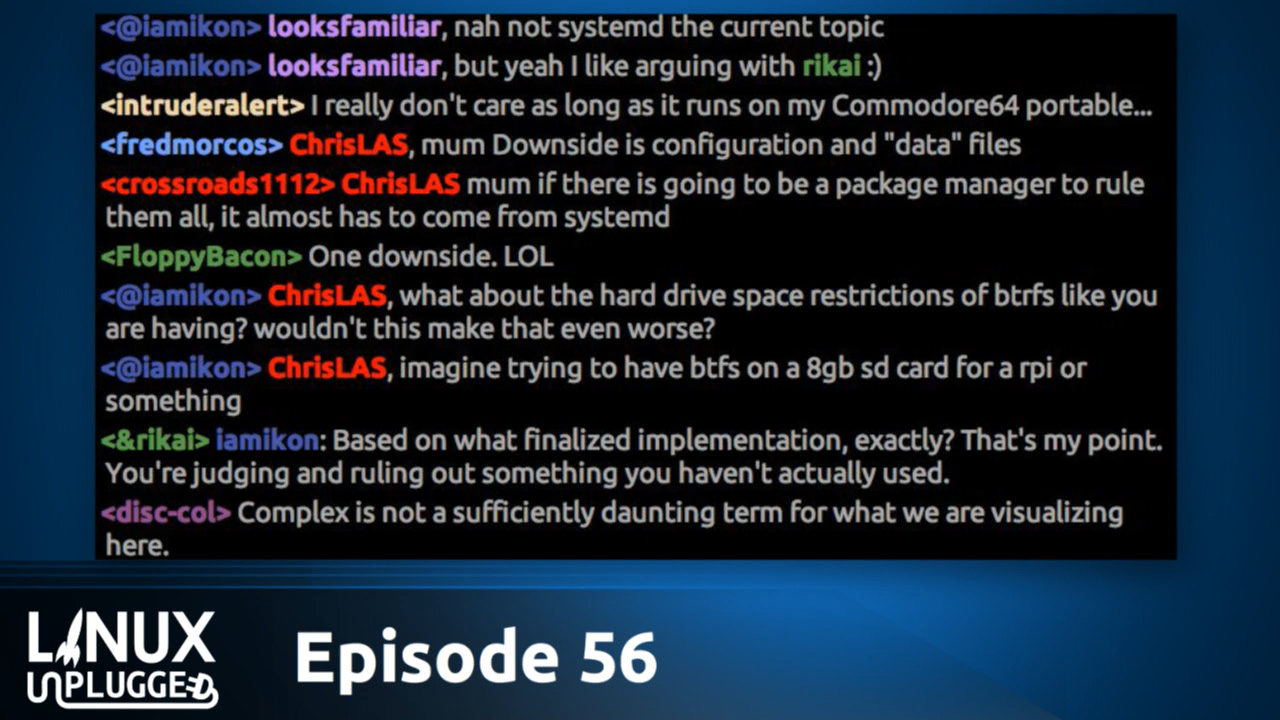 <@iamikon> looksfamiliar, nah not systemd the current topic
<@iamikon> looksfamiliar, but yeah I like arguing with rikai :)
<intruderalert> I really don't care as long as it runs on my Commodore64 portable...
<fredmorcos> ChrisLAS, mum Downside is configuration and "data" files
<crossroads1112> ChrisLAS mum if there is going to be a package manager to rule
them all, it almost has to come from systemd
<FloppyBacon> One downside. LOL
<@iamikon> ChrisLAS, what about the hard drive space restrictions of btrfs like you
are having? wouldn't this make that even worse?
<@iamikon> ChrisLAS, imagine trying to have btfs on a 8gb sd card for a rpi or
something
<&rikai> iamikon: Based on what finalized implementation, exactly? That's my point.
You're judging and ruling out something you haven't actually used.
<disc-col> Complex is not a sufficiently daunting term for what we are visualizing
here.
LINUX
UNPLUGGED
Episode 56